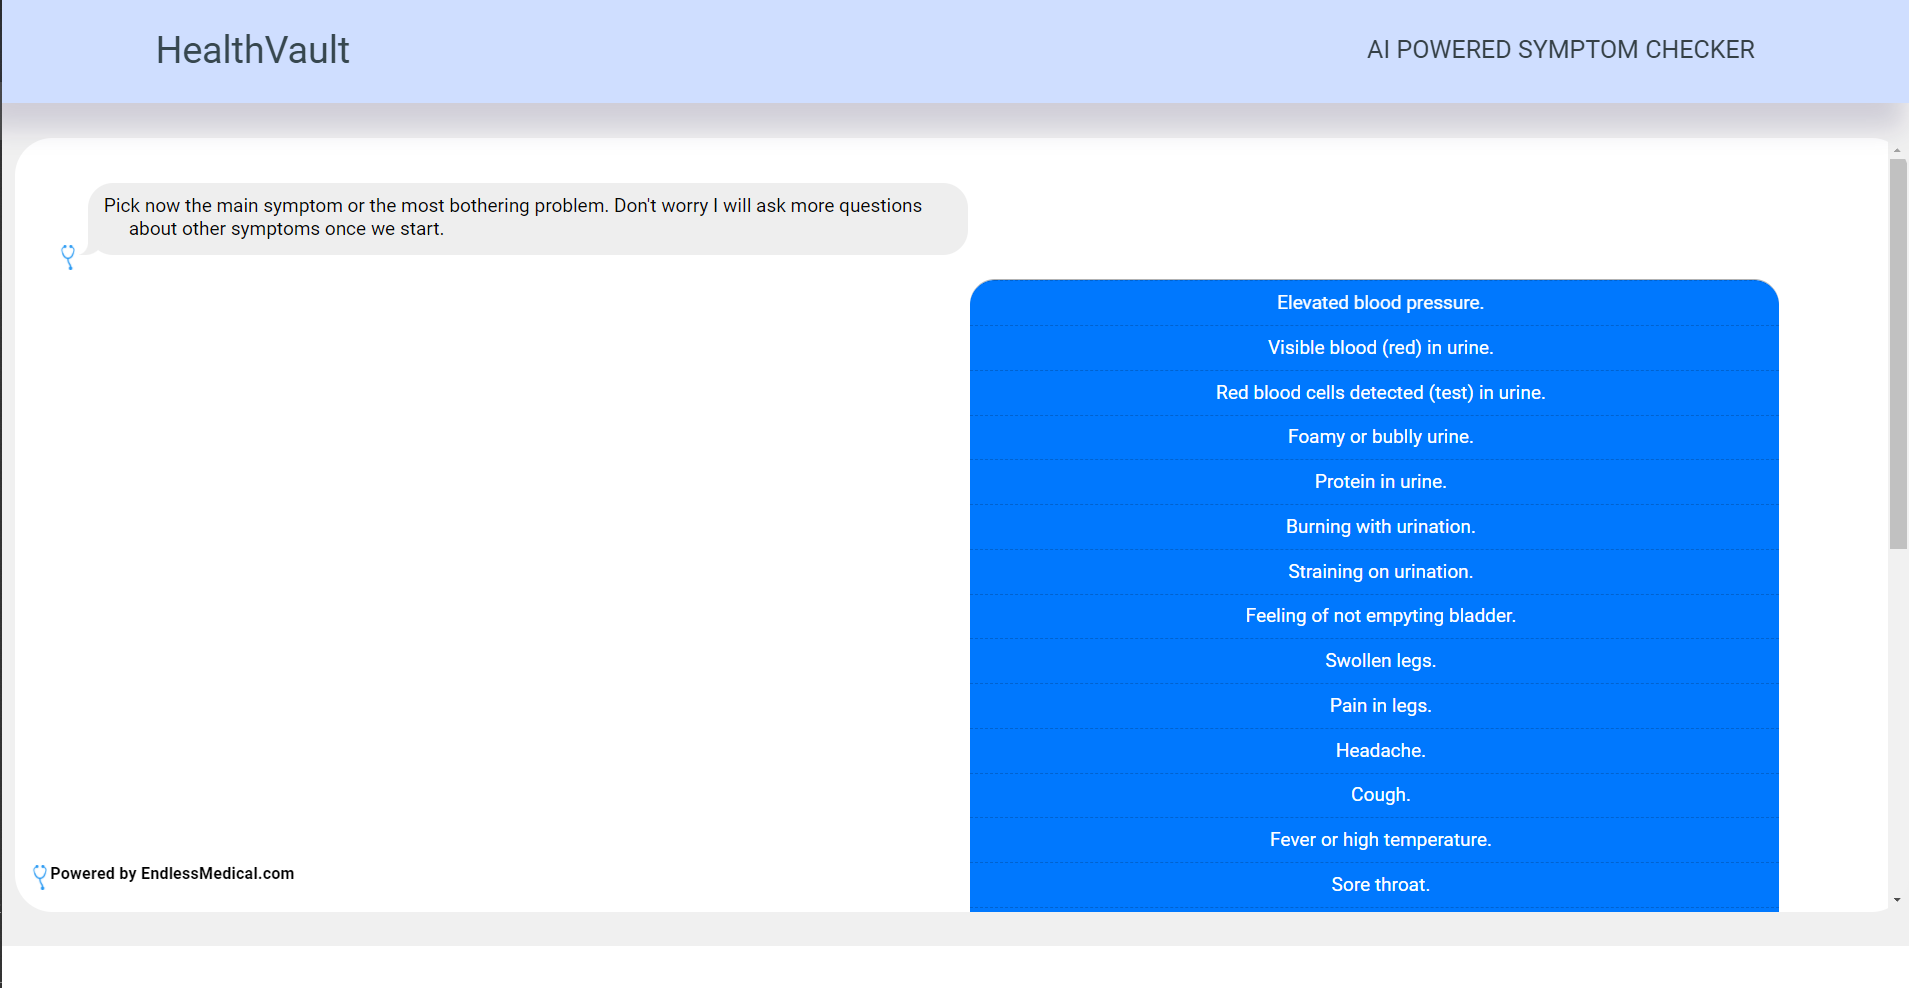 HealthVault
AI POWERED SYMPTOM CHECKER
Pick now the main symptom or the most bothering problem. Don't worry I will ask more questions
about other symptoms once we start.
Elevated blood pressure.
Visible blood (red) in urine.
Red blood cells detected (test) in urine.
Foamy or bublly urine.
Protein in urine.
Burning with urination.
Straining on urination.
Feeling of not empyting bladder.
Swollen legs.
Pain in legs.
Headache.
Cough.
Fever or high temperature.
Sore throat.
Powered by EndlessMedical.com